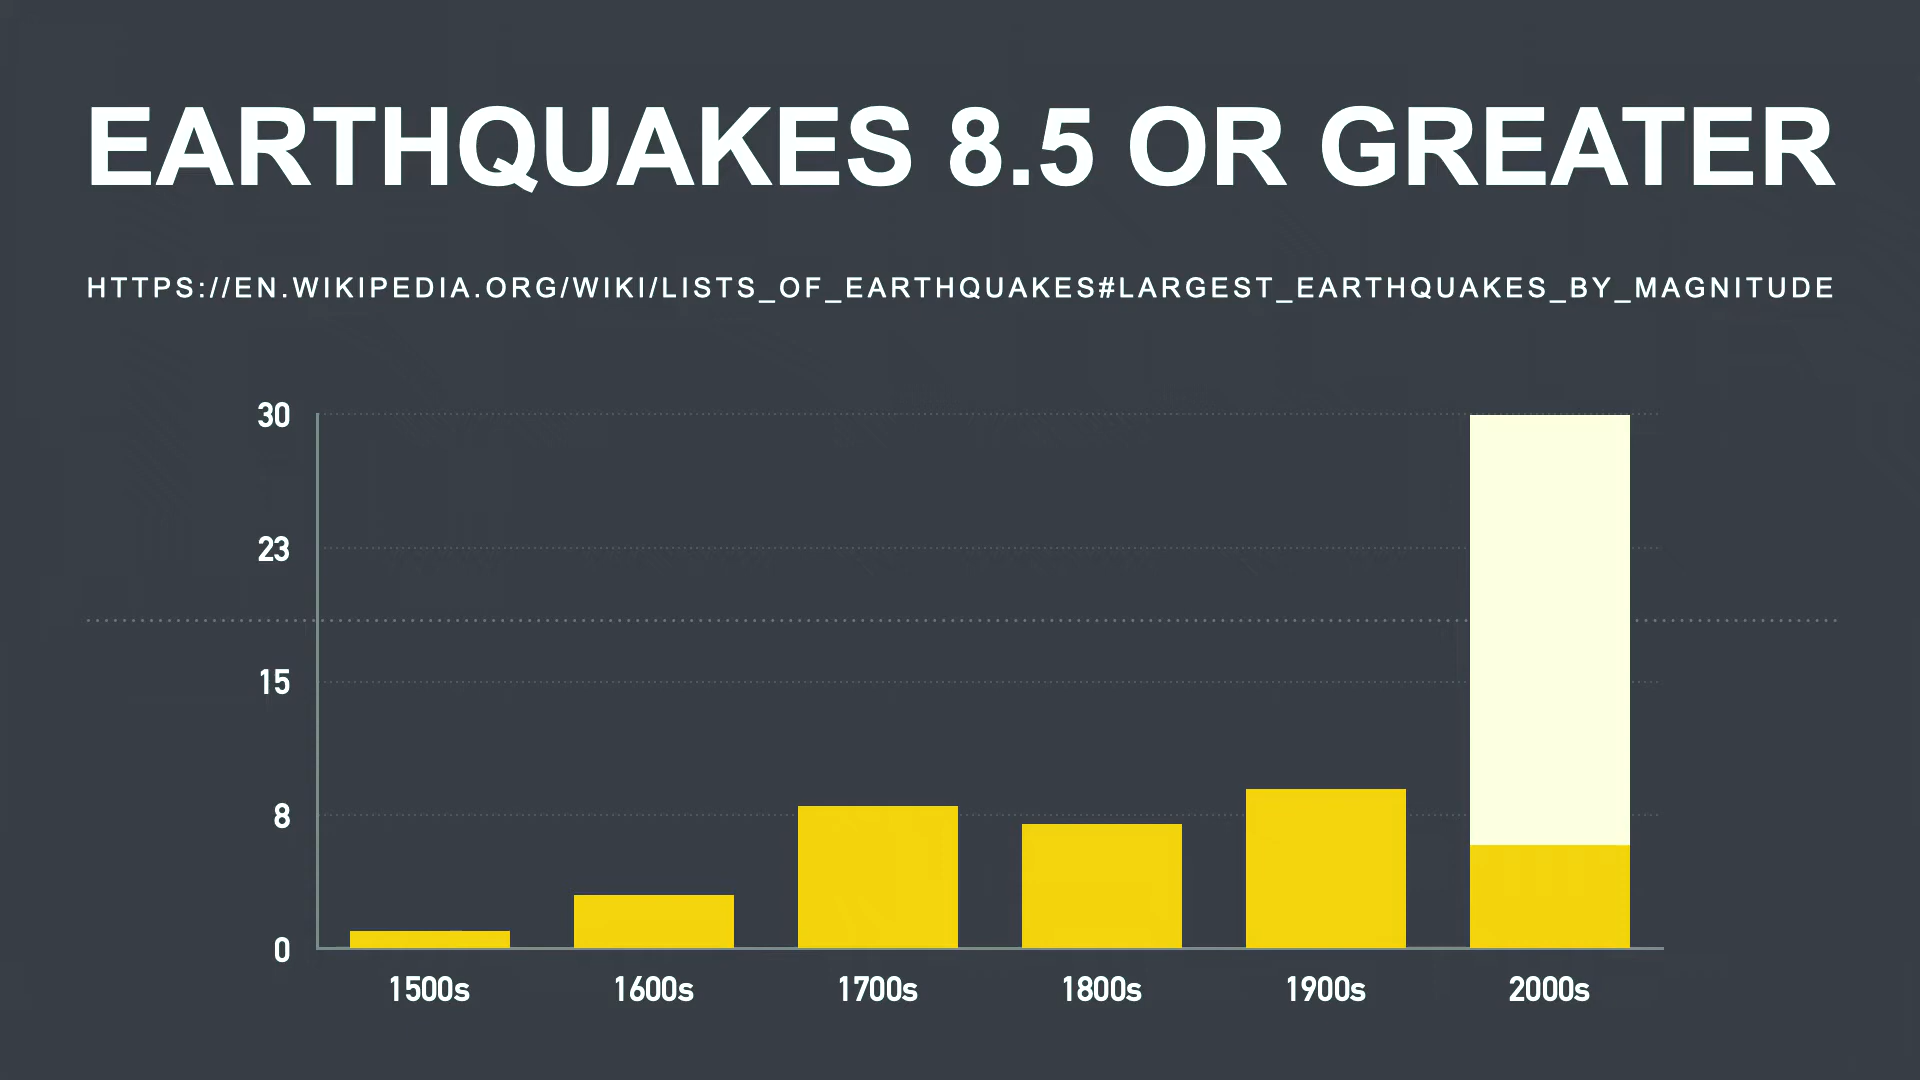 EARTHQUAKES 8.5 OR GREATER
HTTPS://EN.WIKIPEDIA.ORG/WIKI/LISTS_OF_EARTHQUAKES#LARGEST_EARTHQUAKES_BY_MAGNITUDE
30
23
15
8
0
1500s 1600s 1700s 1800s 1900s 2000s